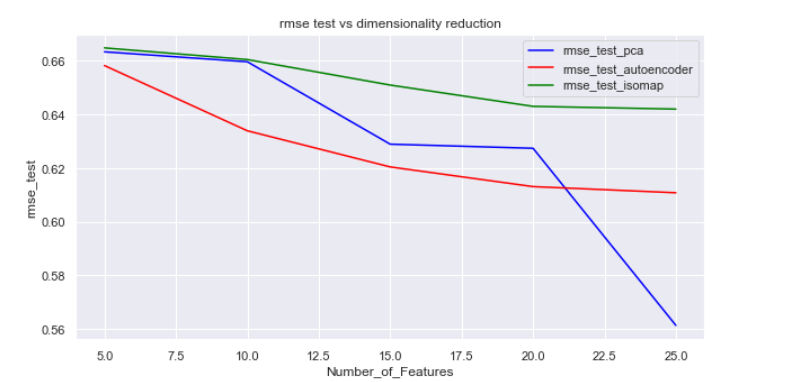 rmse test vs dimensionality reduction
rmse_test_pca
rmse_test_autoencoder
rmse_test_isomap
0.66
0.64
0.62
0.60
0.58
0.56
rmse_test
5.0 7.5 10.0 12.5 15.0 17.5 20.0 22.5 25.0
Number_of_Features